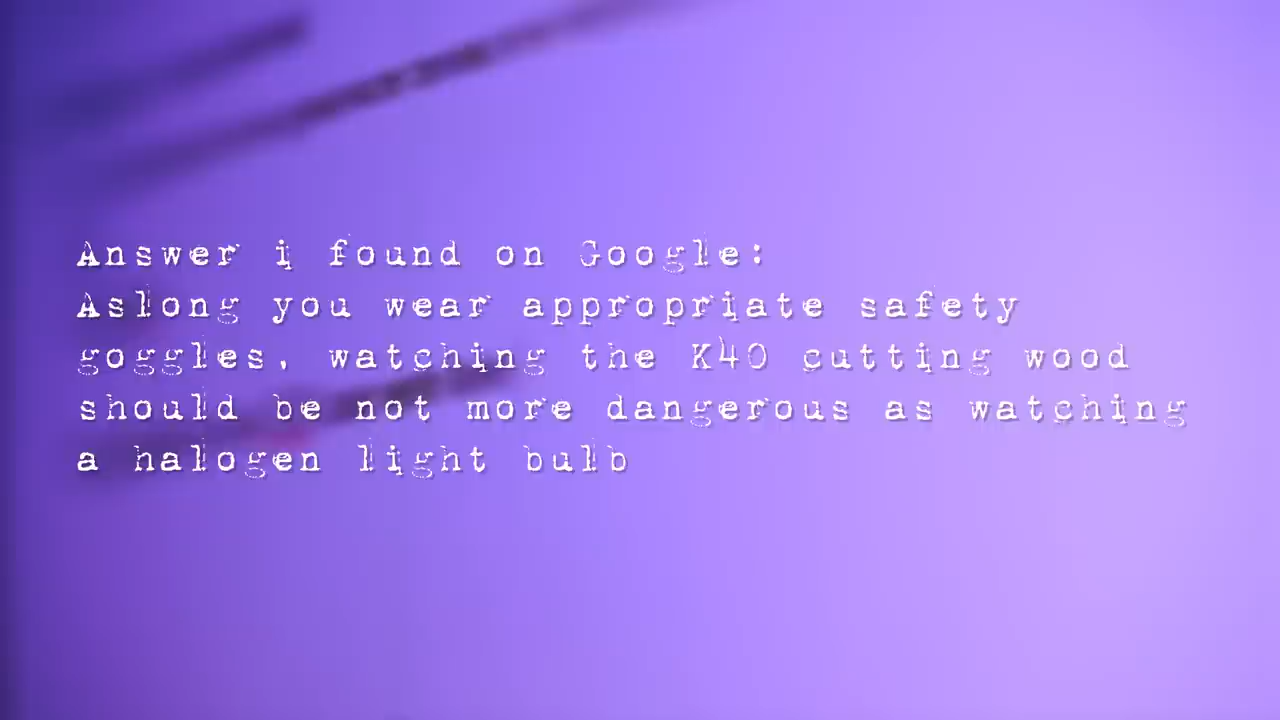 Answer i found on Google:
Aslong you wear appropriate safety
goggles, watching the K40 cutting wood
should be not more dangerous as watching
a halogen light bulb